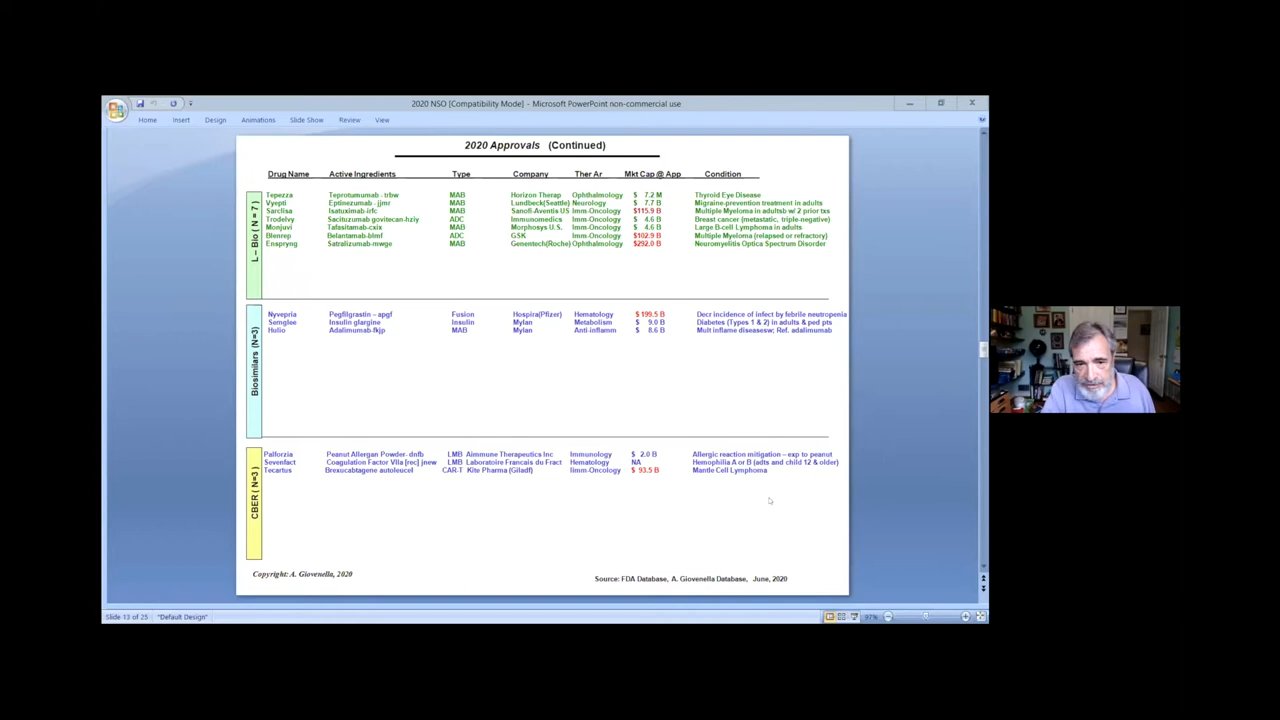 2020 NSO [Compatibility Mode] - Microsoft PowerPoint non-commercial use
Home Insert Design Animations Slide Show Review View
2020 Approvals (Continued)
Drug Name Active Ingredients Type Company Ther Ar Mkt Cap @ App Condition
L – Bio ( N = 7 )
Tepezza Teprotumumab - trbw MAB Horizon Therap Ophthalmology $ 7.2 M Thyroid Eye Disease
Vyepti Eptinezumab - jjmr MAB Lundbeck(Seattle) Neurology $ 7.7 B Migraine-prevention treatment in adults
Sarclisa Isatuximab-irfc MAB Sanofi-Aventis US Imm-Oncology $115.9 B Multiple Myeloma in adultsb w/ 2 prior txs
Trodelvy Sacituzumab govitecan-hziy ADC Immunomedics Imm-Oncology $ 4.6 B Breast cancer (metastatic, triple-negative)
Monjuvi Tafasitamab-cxix MAB Morphosys U.S. Imm-Oncology $ 4.6 B Large B-cell Lymphoma in adults
Blenrep Belantamab-blmf ADC GSK Imm-Oncology $102.9 B Multiple Myeloma (relapsed or refractory)
Enspryng Satralizumab-mwge MAB Genentech(Roche) Ophthalmology $292.0 B Neuromyelitis Optica Spectrum Disorder
Biosimilars (N=3)
Nyvepria Pegfilgrastin – apgf Fusion Hospira(Pfizer) Hematology $ 199.5 B Decr incidence of infect by febrile neutropenia
Semglee Insulin glargine Insulin Mylan Metabolism $ 9.0 B Diabetes (Types 1 & 2) in adults & ped pts
Hulio Adalimumab-fkjp MAB Mylan Anti-inflamm $ 8.6 B Mult inflame diseasesw; Ref. adalimumab
CBER ( N=3 )
Palforzia Peanut Allergan Powder- dnfb LMB Aimmune Therapeutics Inc Immunology $ 2.0 B Allergic reaction mitigation – exp to peanut
Sevenfact Coagulation Factor VIIa [rec] jnew LMB Laboratoire Francais du Fract Hematology NA Hemophilia A or B (adts and child 12 & older)
Tecartus Brexucabtagene autoleucel CAR-T Kite Pharma (Giladf) IImm-Oncology $ 93.5 B Mantle Cell Lymphoma
Copyright: A. Giovenella, 2020
Source: FDA Database, A. Giovenella Database, June, 2020
Slide 13 of 25 "Default Design" 97%